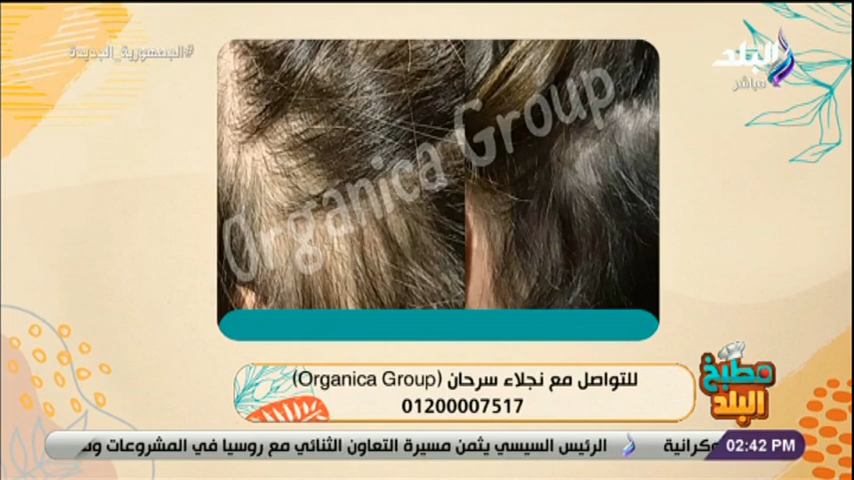 #الجمهورية_الجديدة
البلد
مباشر
Organica Group
للتواصل مع نجلاء سرحان (Organica Group)
01200007517
مطبخ
البلد
02:42 PM
وكرانية الرئيس السيسي يثمن مسيرة التعاون الثنائي مع روسيا في المشروعات